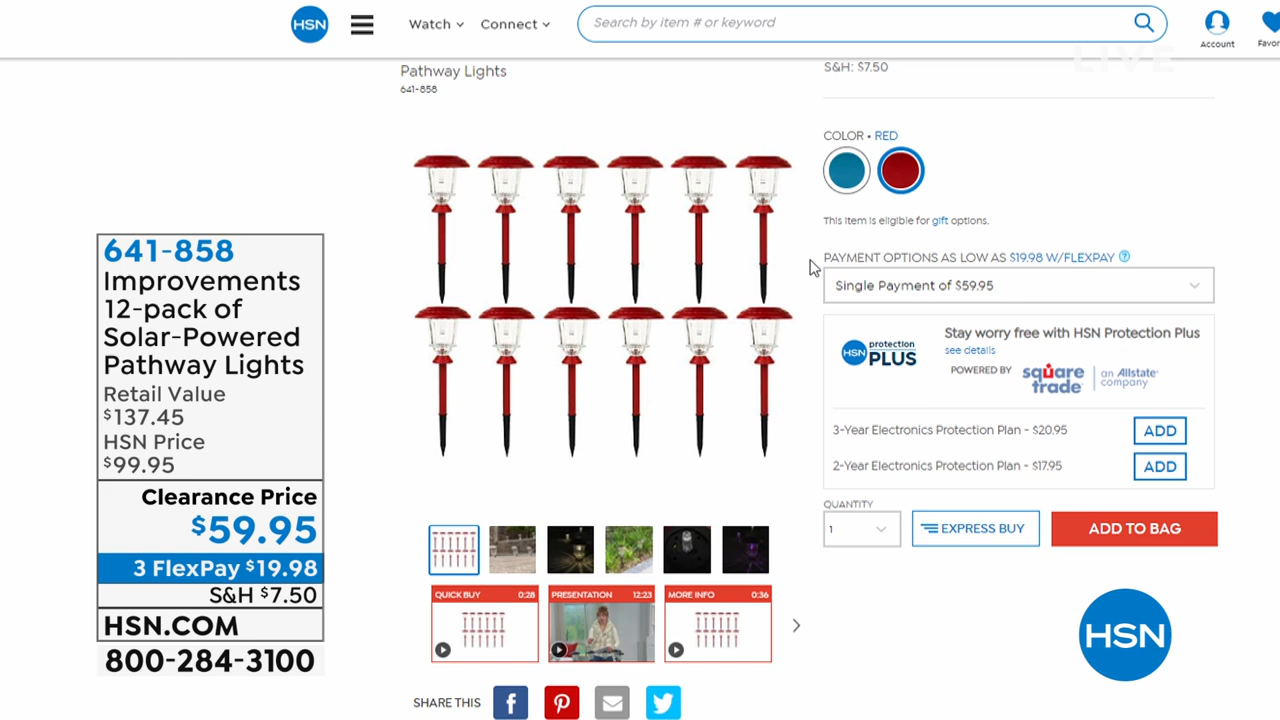 HSN
Watch
Connect
Search by item # or keyword
Account
Favor
LIVE
Pathway Lights
641-858
S&H: $7.50
COLOR • RED
This item is eligible for gift options.
PAYMENT OPTIONS AS LOW AS $19.98 W/FLEXPAY ?
Single Payment of $59.95
HSN protection PLUS
Stay worry free with HSN Protection Plus
see details
POWERED BY square trade an Allstate company
3-Year Electronics Protection Plan - $20.95
ADD
2-Year Electronics Protection Plan - $17.95
ADD
QUANTITY
1
EXPRESS BUY
ADD TO BAG
641-858
Improvements
12-pack of
Solar-Powered
Pathway Lights
Retail Value
$137.45
HSN Price
$99.95
Clearance Price
$59.95
3 FlexPay $19.98
S&H $7.50
HSN.COM
800-284-3100
QUICK BUY 0:28
PRESENTATION 12:23
MORE INFO 0:36
SHARE THIS
HSN